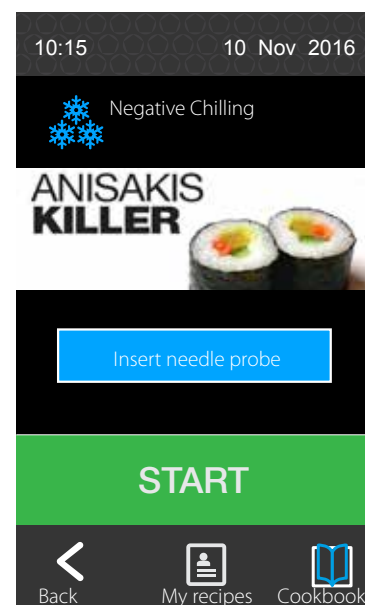 10:15 10 Nov 2016
Negative Chilling
ANISAKIS
KILLER
Insert needle probe
START
Back My recipes Cookbook